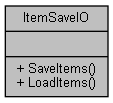 ItemSaveIO
+ SaveItems()
+ LoadItems()